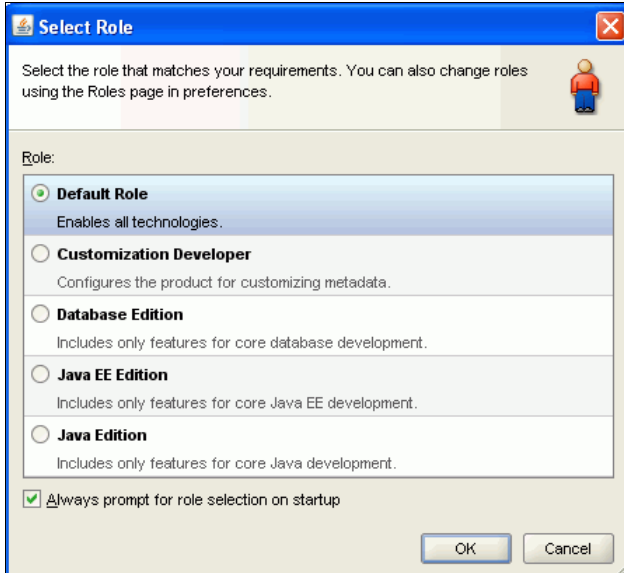 Select Role
Select the role that matches your requirements. You can also change roles
using the Roles page in preferences.
Role:
Default Role
Enables all technologies.
Customization Developer
Configures the product for customizing metadata.
Database Edition
Includes only features for core database development.
Java EE Edition
Includes only features for core Java EE development.
Java Edition
Includes only features for core Java development.
Always prompt for role selection on startup
OK Cancel